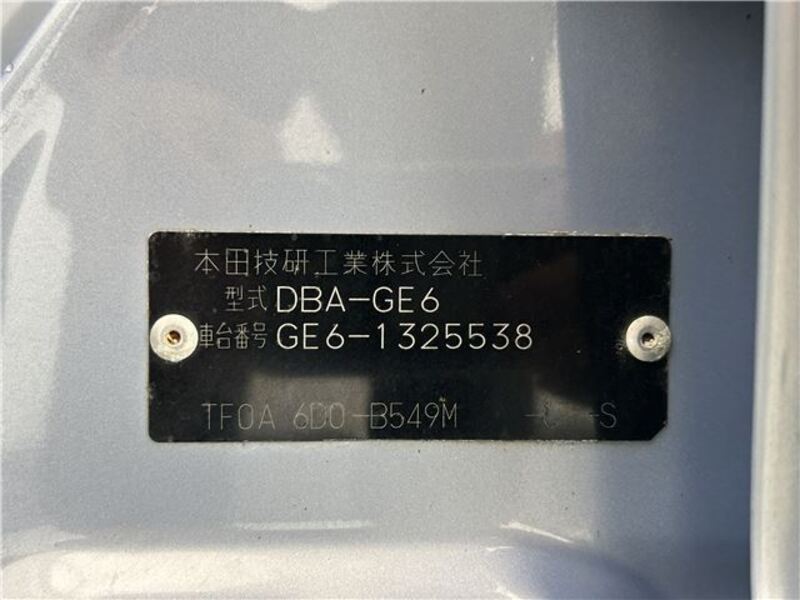 本田技研工業株式会社
型式 DBA-GE6
車台番号 GE6-1325538
TF0A 6D0-B549M -S